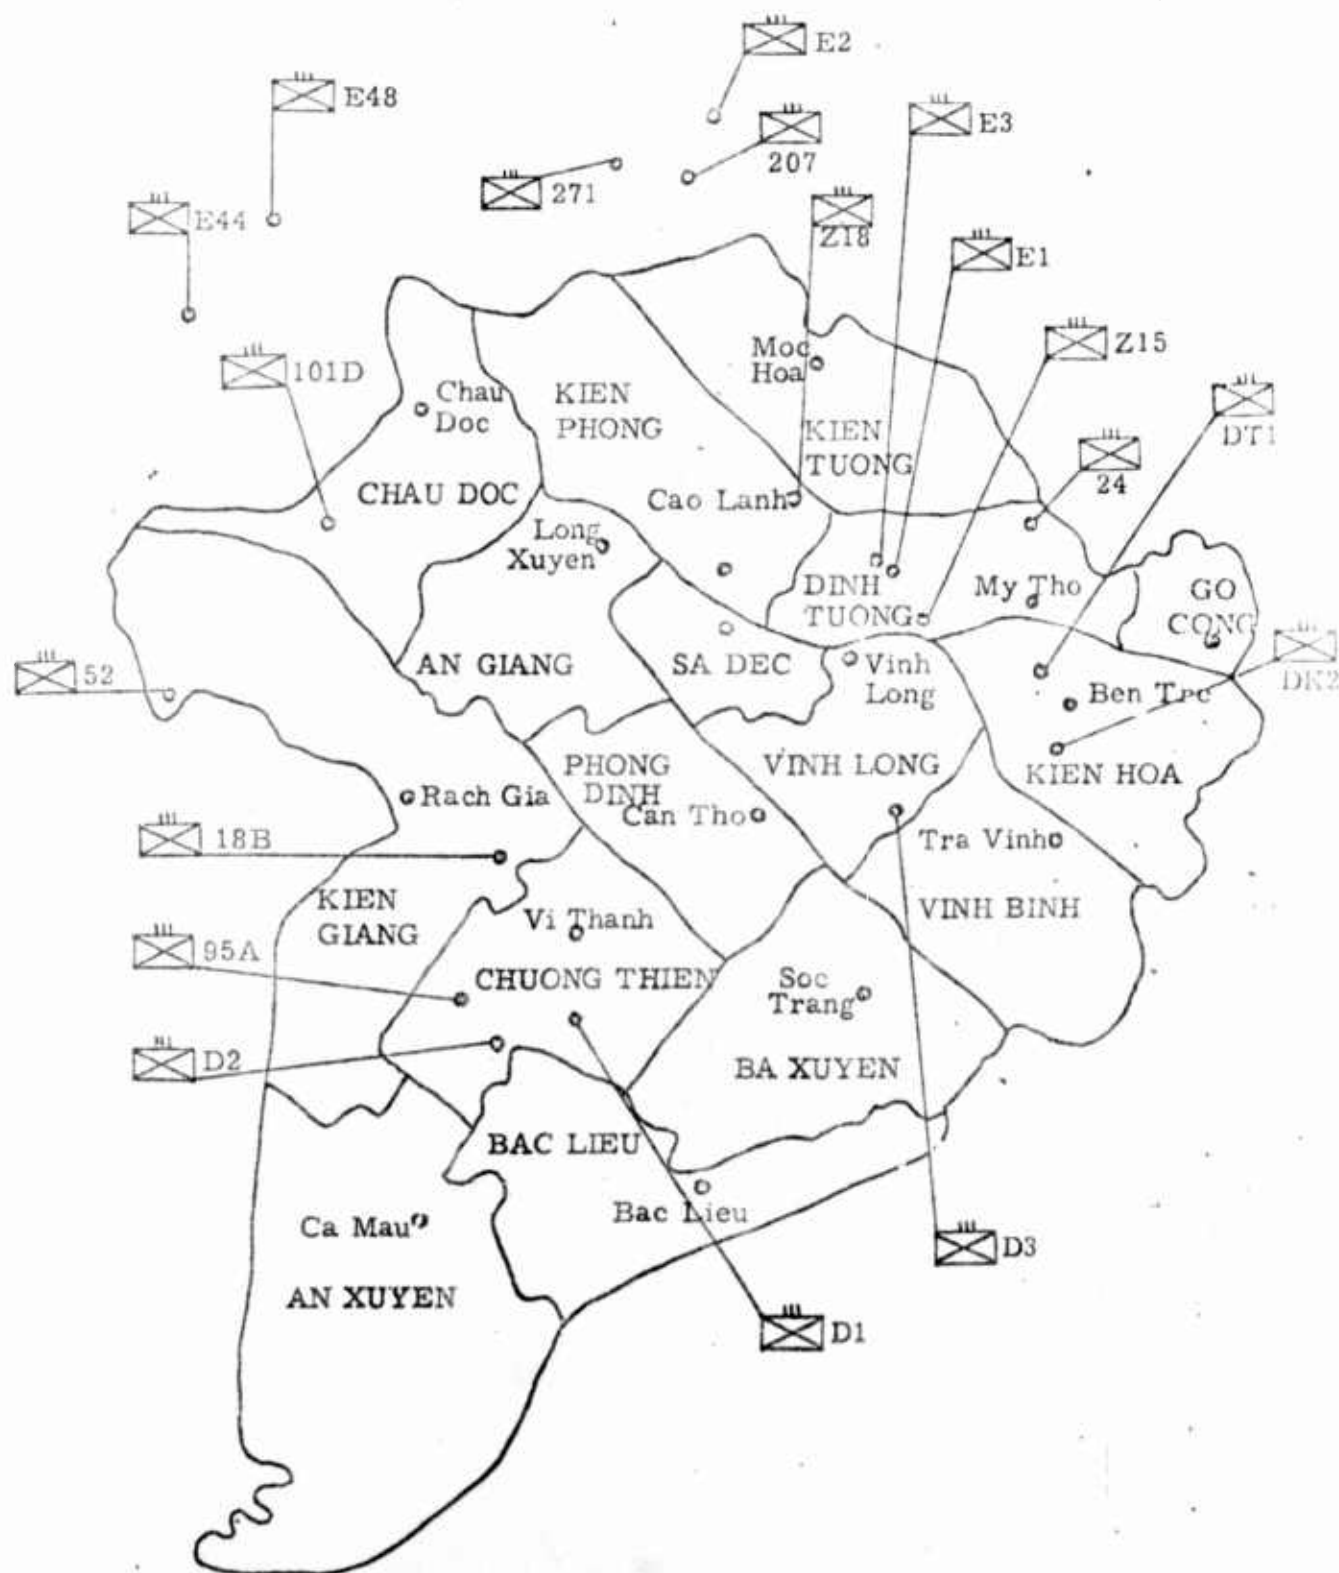 E2
E48
E3
207
271
E44
Z18
E1
Z15
Moc
Hoa
101D
Chau
Doc
KIEN
PHONG
DT1
KIEN
TUONG
24
CHAU DOC
Cao Lanh
Long
Xuyen
DINH
TUONG
My Tho
GO
CONG
52
AN GIANG
SA DEC
Vinh
Long
Ben Tre
DK2
PHONG
DINH
VINH LONG
KIEN HOA
Rach Gia
Can Tho
18B
Tra Vinh
KIEN
GIANG
Vi Thanh
VINH BINH
95A
CHUONG THIEN
Soc
Trang
D2
BA XUYEN
BAC LIEU
Ca Mau
Bac Lieu
D3
AN XUYEN
D1